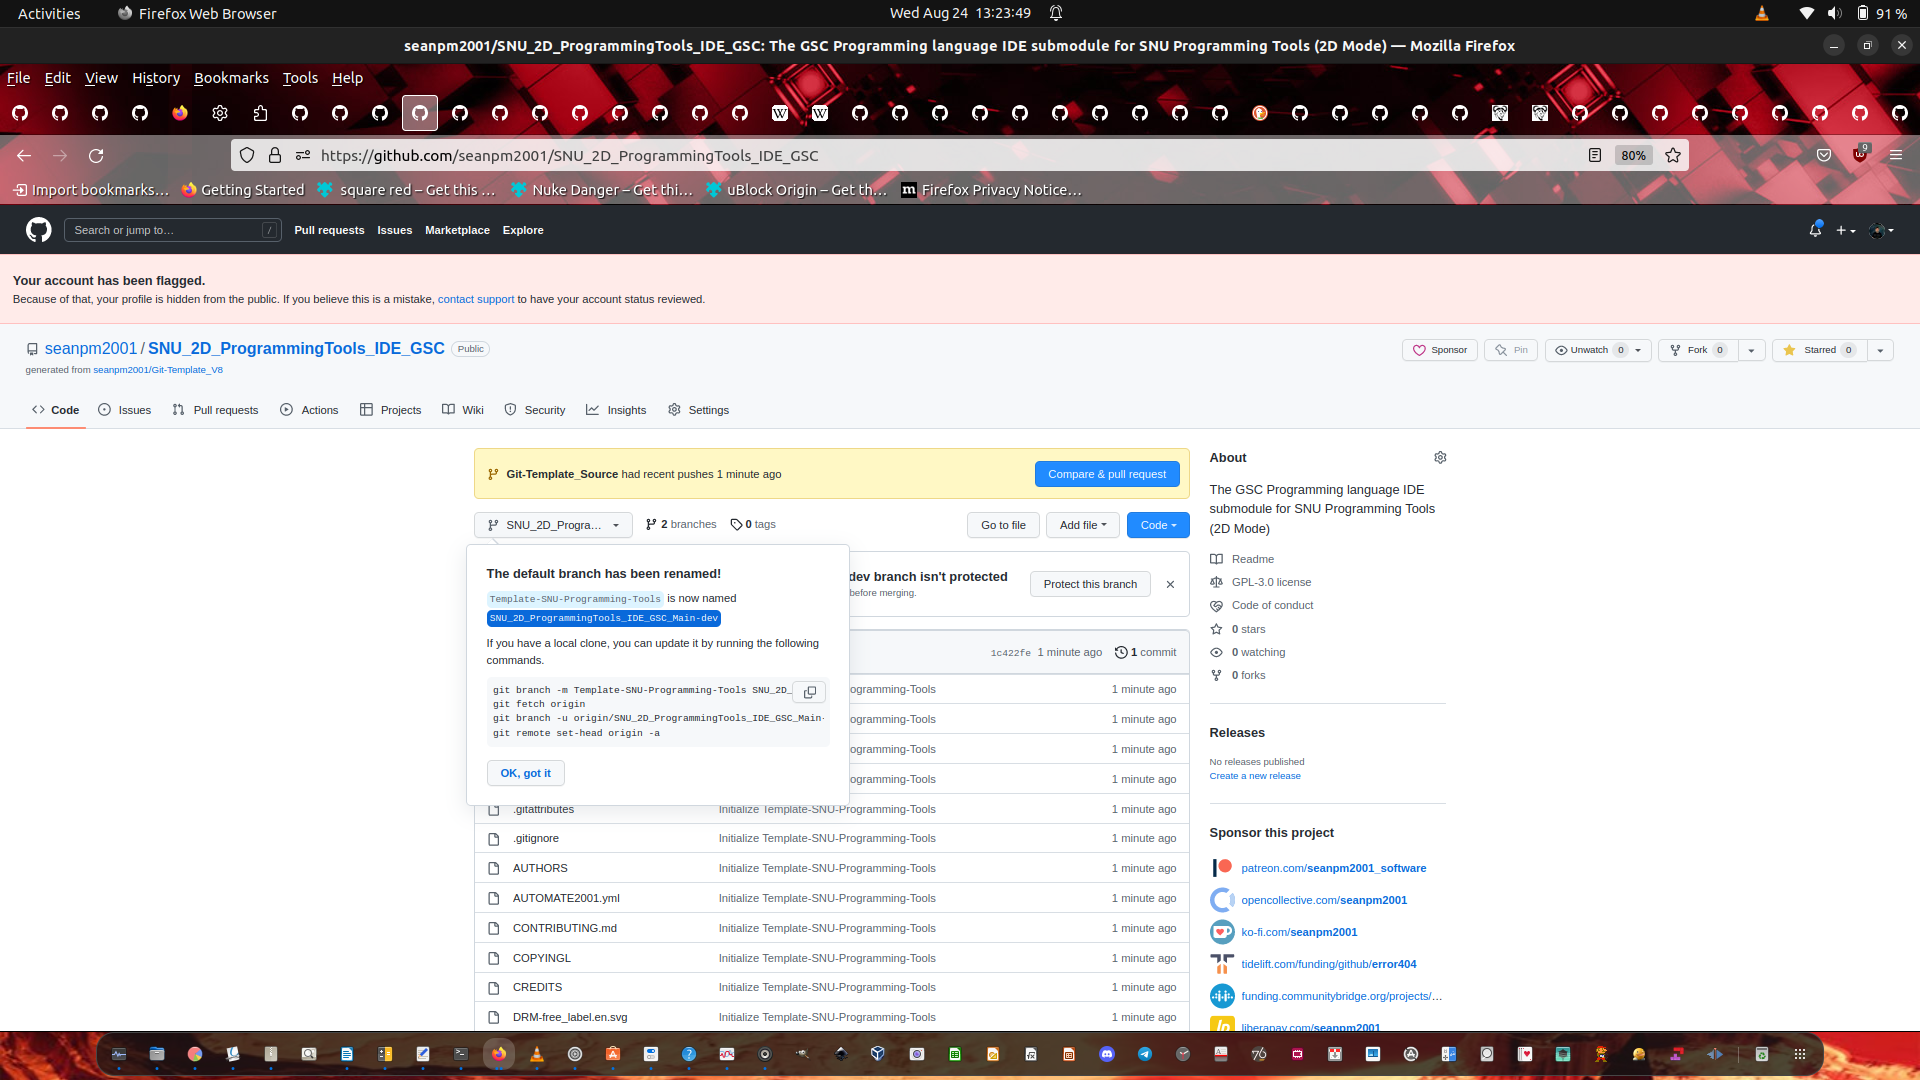 Activities
Firefox Web Browser
Wed Aug 24 13:23:49
91 %
seanpm2001/SNU_2D_ProgrammingTools_IDE_GSC: The GSC Programming language IDE submodule for SNU Programming Tools (2D Mode) — Mozilla Firefox
File Edit View History Bookmarks Tools Help
https://github.com/seanpm2001/SNU_2D_ProgrammingTools_IDE_GSC
80%
9
Import bookmarks…
Getting Started
square red – Get this …
Nuke Danger – Get thi…
uBlock Origin – Get th…
Firefox Privacy Notice…
Search or jump to…
/
Pull requests Issues Marketplace Explore
Your account has been flagged.
Because of that, your profile is hidden from the public. If you believe this is a mistake, contact support to have your account status reviewed.
seanpm2001 / SNU_2D_ProgrammingTools_IDE_GSC Public
generated from seanpm2001/Git-Template_V8
Sponsor
Pin
Unwatch 0
Fork 0
Starred 0
Code Issues Pull requests Actions Projects Wiki Security Insights Settings
Git-Template_Source had recent pushes 1 minute ago
Compare & pull request
SNU_2D_Progra…
2 branches
0 tags
Go to file
Add file
Code
The default branch has been renamed!
Template-SNU-Programming-Tools is now named
SNU_2D_ProgrammingTools_IDE_GSC_Main-dev
If you have a local clone, you can update it by running the following
commands.
git branch -m Template-SNU-Programming-Tools SNU_2D_
git fetch origin
git branch -u origin/SNU_2D_ProgrammingTools_IDE_GSC_Main-
git remote set-head origin -a
OK, got it
dev branch isn't protected
before merging.
Protect this branch
1c422fe 1 minute ago 1 commit
ogramming-Tools 1 minute ago
ogramming-Tools 1 minute ago
ogramming-Tools 1 minute ago
ogramming-Tools 1 minute ago
.gitattributes Initialize Template-SNU-Programming-Tools 1 minute ago
.gitignore Initialize Template-SNU-Programming-Tools 1 minute ago
AUTHORS Initialize Template-SNU-Programming-Tools 1 minute ago
AUTOMATE2001.yml Initialize Template-SNU-Programming-Tools 1 minute ago
CONTRIBUTING.md Initialize Template-SNU-Programming-Tools 1 minute ago
COPYINGL Initialize Template-SNU-Programming-Tools 1 minute ago
CREDITS Initialize Template-SNU-Programming-Tools 1 minute ago
DRM-free_label.en.svg Initialize Template-SNU-Programming-Tools 1 minute ago
About
The GSC Programming language IDE
submodule for SNU Programming Tools
(2D Mode)
Readme
GPL-3.0 license
Code of conduct
0 stars
0 watching
0 forks
Releases
No releases published
Create a new release
Sponsor this project
patreon.com/seanpm2001_software
opencollective.com/seanpm2001
ko-fi.com/seanpm2001
tidelift.com/funding/github/error404
funding.communitybridge.org/projects/…
liberapay.com/seanpm2001